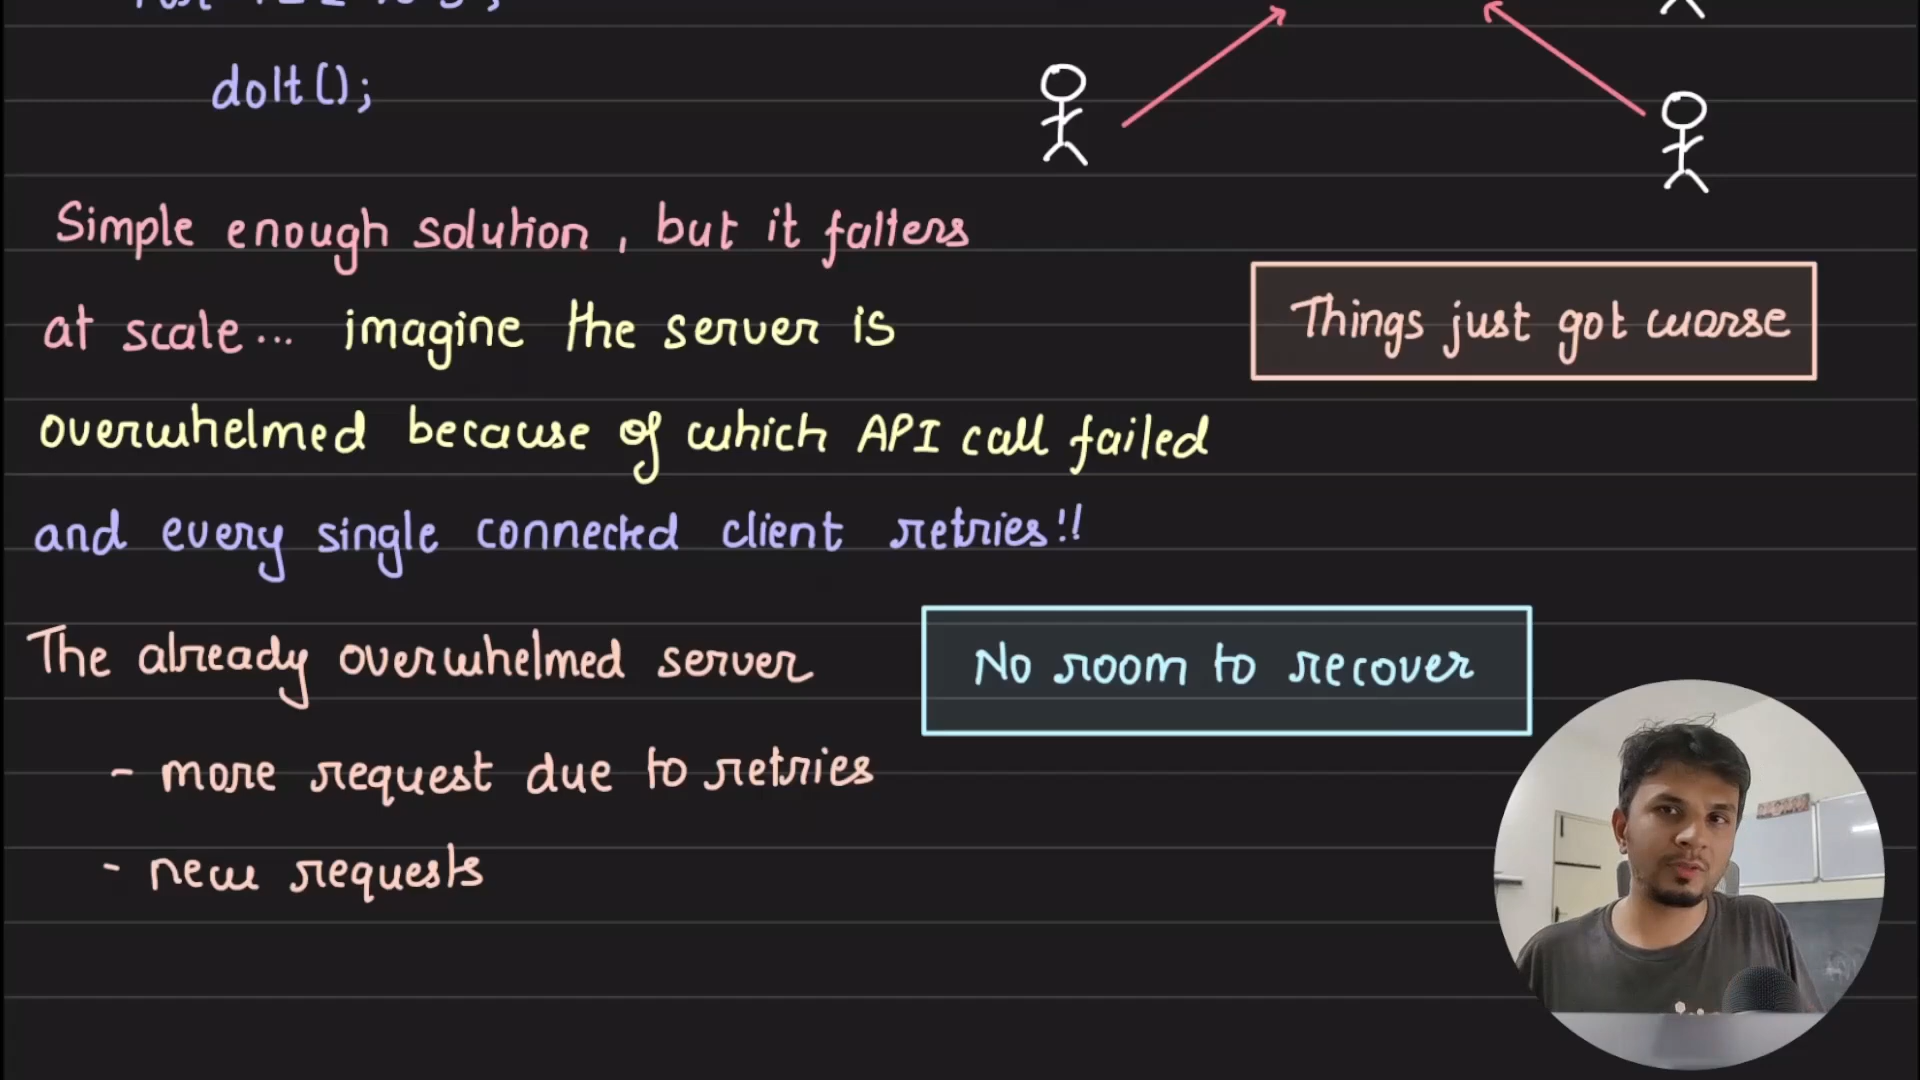 doIt();
Simple enough solution, but it falters
at scale... imagine the server is
Things just got worse
overwhelmed because of which API call failed
and every single connected client retries!!
The already overwhelmed server
No room to recover
- more request due to retries
- new requests